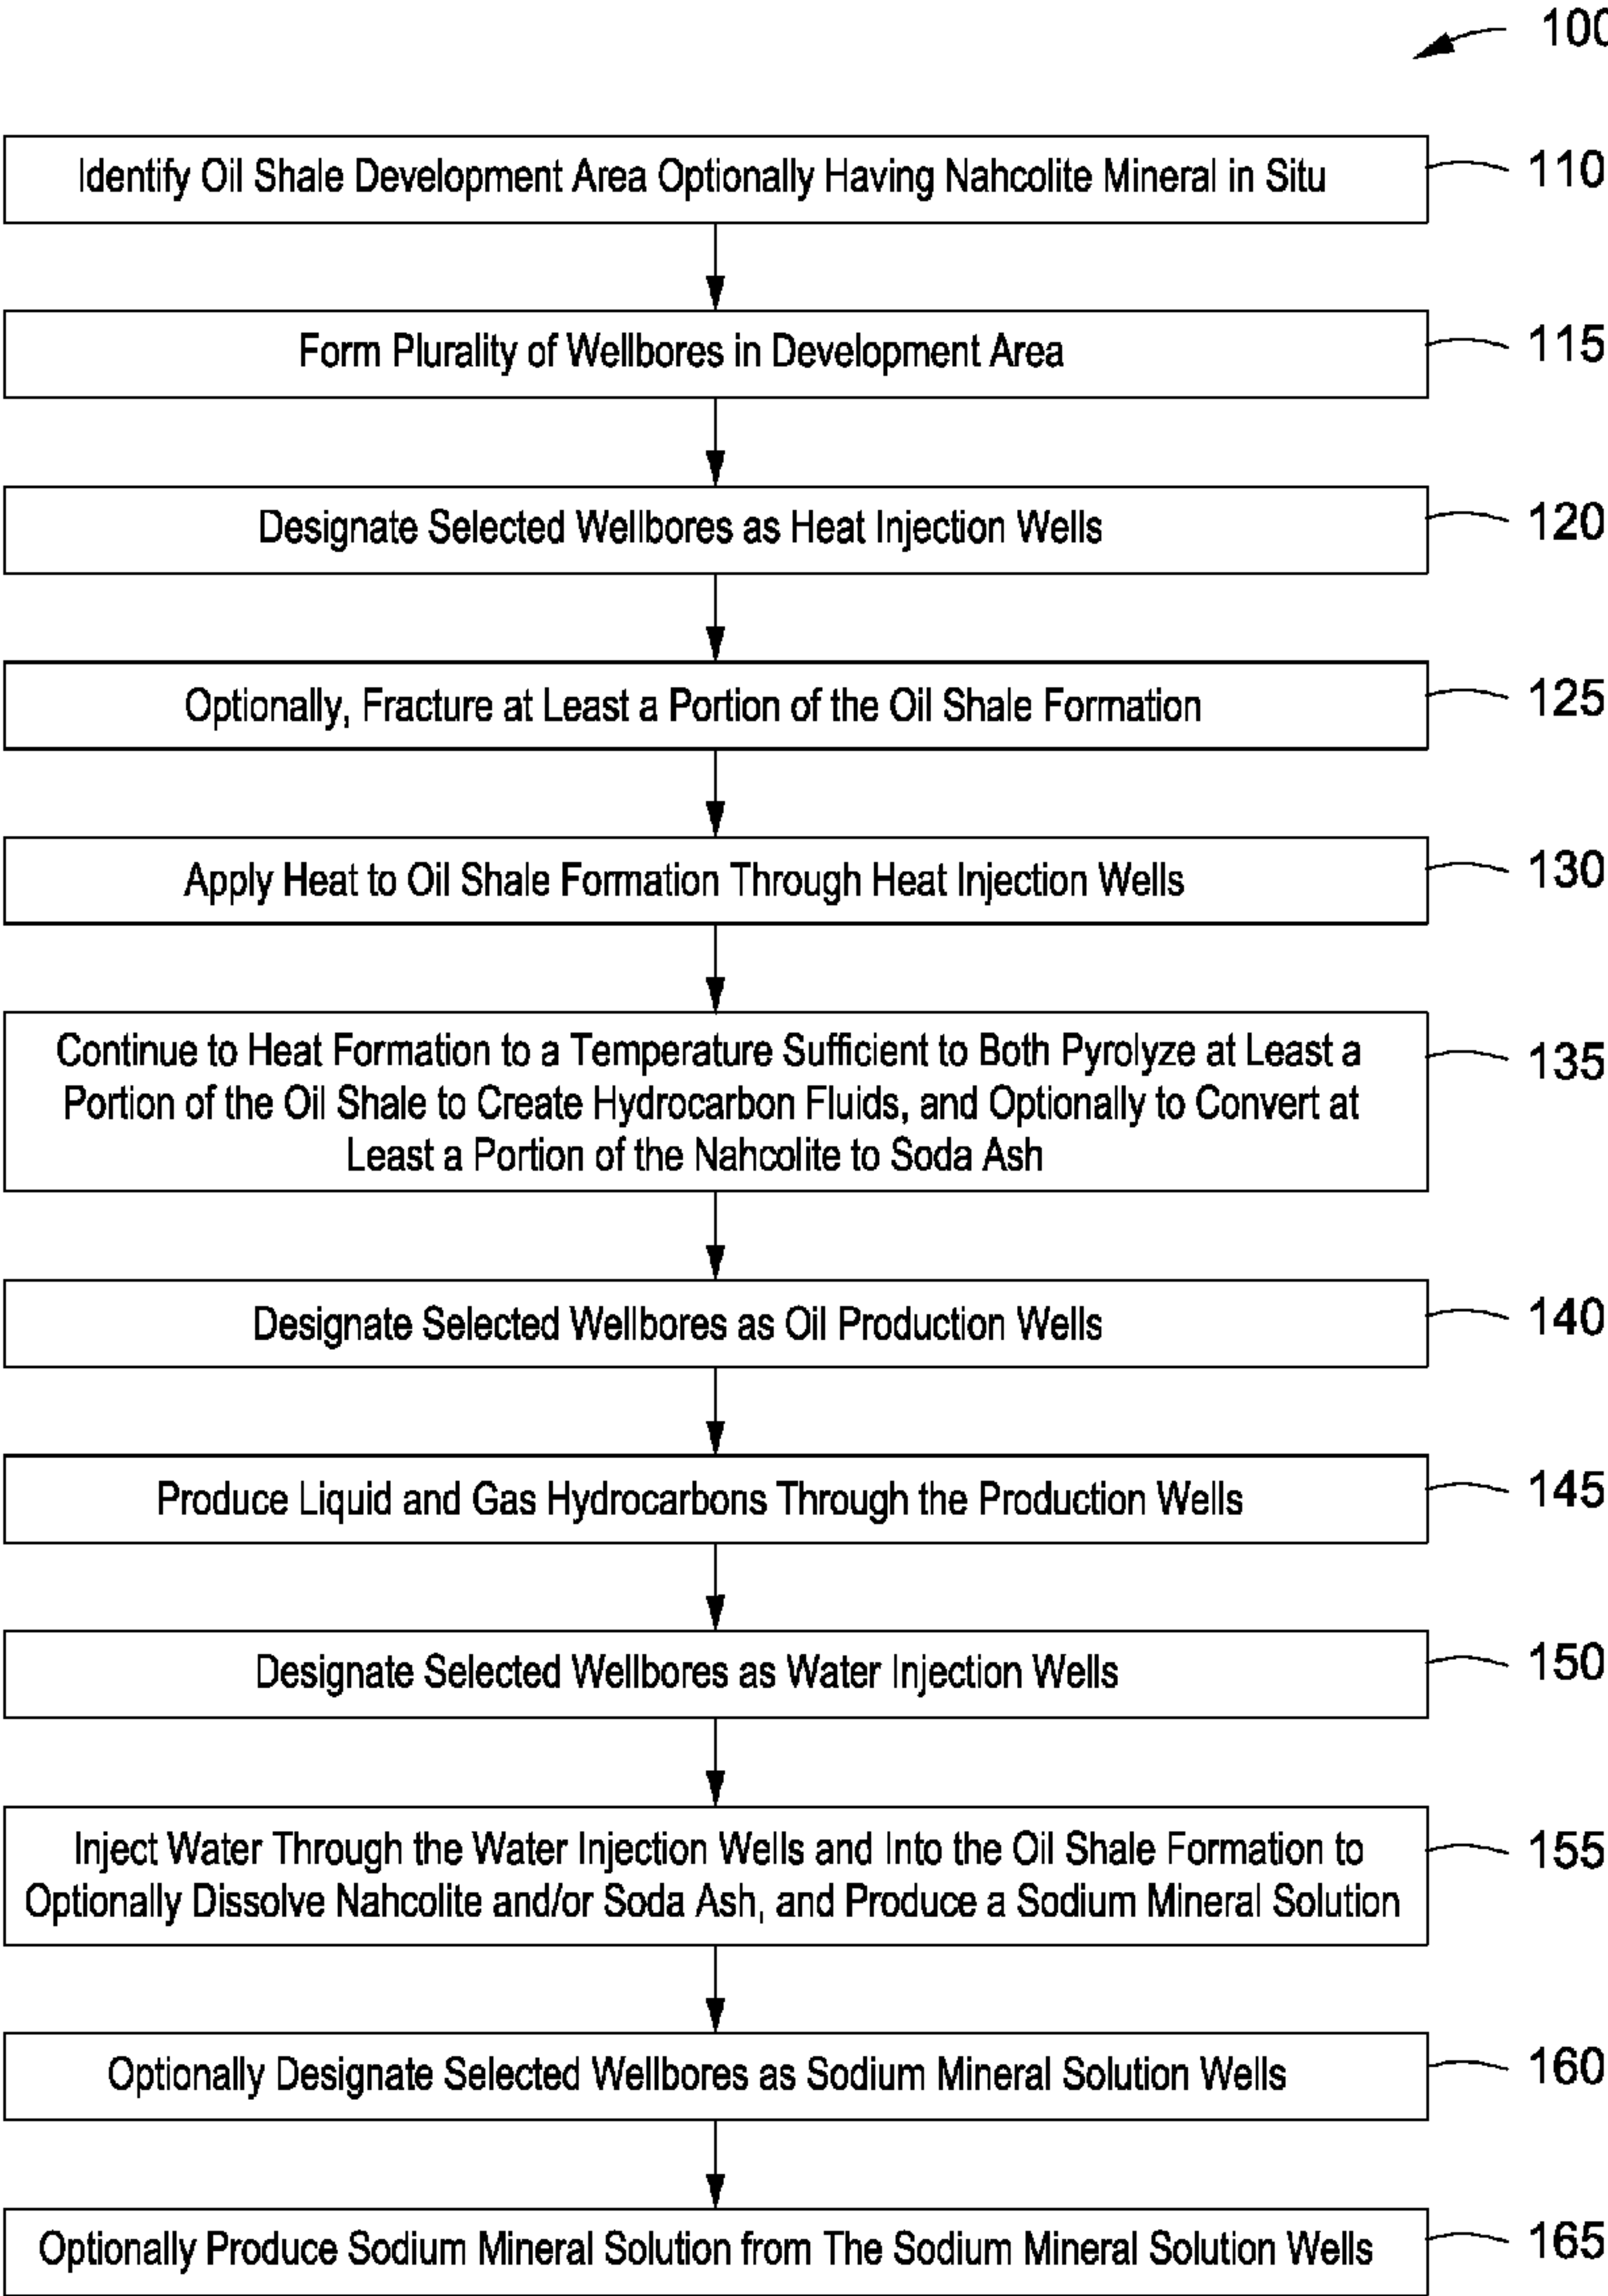 100
Identify Oil Shale Development Area Optionally Having Nahcolite Mineral in Situ
110
Form Plurality of Wellbores in Development Area
115
Designate Selected Wellbores as Heat Injection Wells
120
Optionally, Fracture at Least a Portion of the Oil Shale Formation
125
Apply Heat to Oil Shale Formation Through Heat Injection Wells
130
Continue to Heat Formation to a Temperature Sufficient to Both Pyrolyze at Least a
Portion of the Oil Shale to Create Hydrocarbon Fluids, and Optionally to Convert at
Least a Portion of the Nahcolite to Soda Ash
135
Designate Selected Wellbores as Oil Production Wells
140
Produce Liquid and Gas Hydrocarbons Through the Production Wells
145
Designate Selected Wellbores as Water Injection Wells
150
Inject Water Through the Water Injection Wells and Into the Oil Shale Formation to
Optionally Dissolve Nahcolite and/or Soda Ash, and Produce a Sodium Mineral Solution
155
Optionally Designate Selected Wellbores as Sodium Mineral Solution Wells
160
Optionally Produce Sodium Mineral Solution from The Sodium Mineral Solution Wells
165